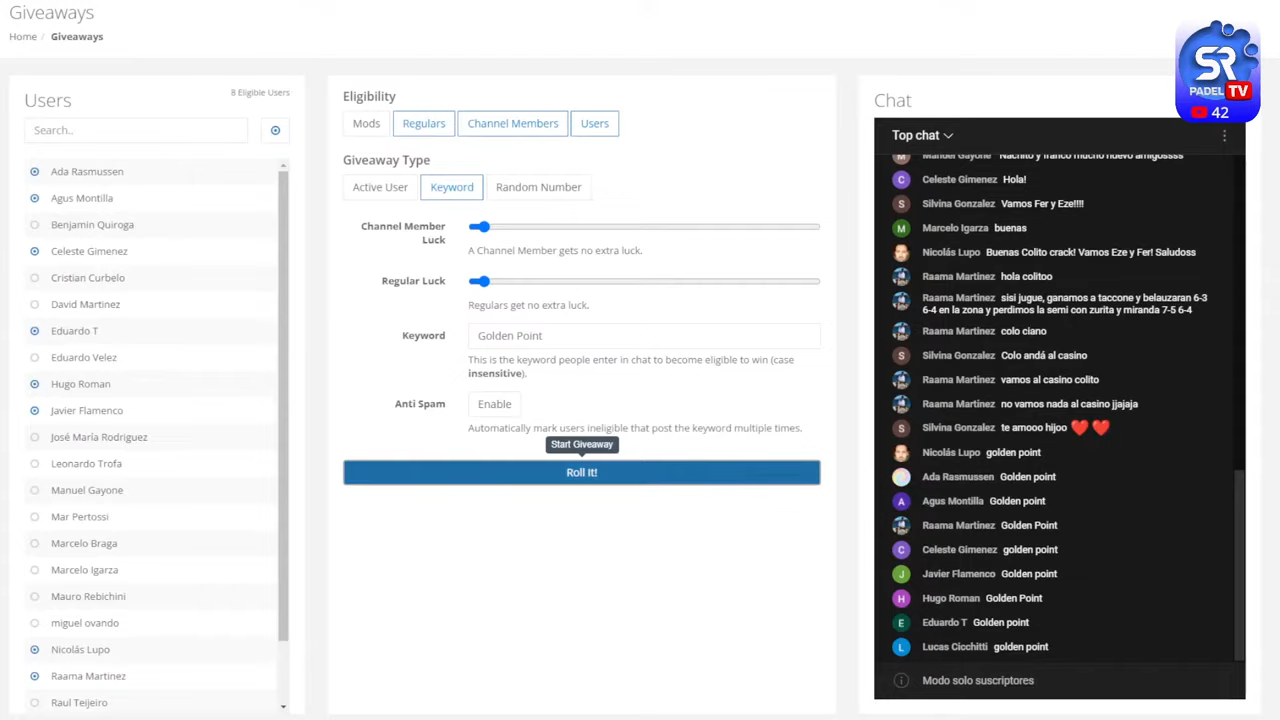 Giveaways
Home / Giveaways
SR
PADEL TV
42
Users
8 Eligible Users
Search..
Ada Rasmussen
Agus Montilla
Benjamin Quiroga
Celeste Gimenez
Cristian Curbelo
David Martinez
Eduardo T
Eduardo Velez
Hugo Roman
Javier Flamenco
José María Rodriguez
Leonardo Trofa
Manuel Gayone
Mar Pertossi
Marcelo Braga
Marcelo Igarza
Mauro Rebichini
miguel ovando
Nicolás Lupo
Raama Martinez
Raul Teijeiro
Eligibility
Mods Regulars Channel Members Users
Giveaway Type
Active User Keyword Random Number
Channel Member
Luck
A Channel Member gets no extra luck.
Regular Luck
Regulars get no extra luck.
Keyword
Golden Point
This is the keyword people enter in chat to become eligible to win (case
insensitive).
Anti Spam
Enable
Automatically mark users ineligible that post the keyword multiple times.
Start Giveaway
Roll It!
Chat
Top chat
M Manuel Gayone Nachito y franco mucho huevo amigossss
C Celeste Gimenez Hola!
S Silvina Gonzalez Vamos Fer y Eze!!!!
M Marcelo Igarza buenas
Nicolás Lupo Buenas Colito crack! Vamos Eze y Fer! Saludoss
Raama Martinez hola colitoo
Raama Martinez sisi jugue, ganamos a taccone y belauzaran 6-3
6-4 en la zona y perdimos la semi con zurita y miranda 7-5 6-4
Raama Martinez colo ciano
S Silvina Gonzalez Colo andá al casino
Raama Martinez vamos al casino colito
Raama Martinez no vamos nada al casino jjajaja
S Silvina Gonzalez te amooo hijoo ❤️ ❤️
Nicolás Lupo golden point
Ada Rasmussen Golden point
A Agus Montilla Golden point
Raama Martinez Golden Point
C Celeste Gimenez golden point
J Javier Flamenco Golden point
H Hugo Roman Golden Point
E Eduardo T Golden point
L Lucas Cicchitti golden point
Modo solo suscriptores